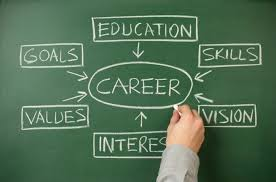 EDUCATION
GOALS
SKILLS
CAREER
VALUES
VISION
INTERES